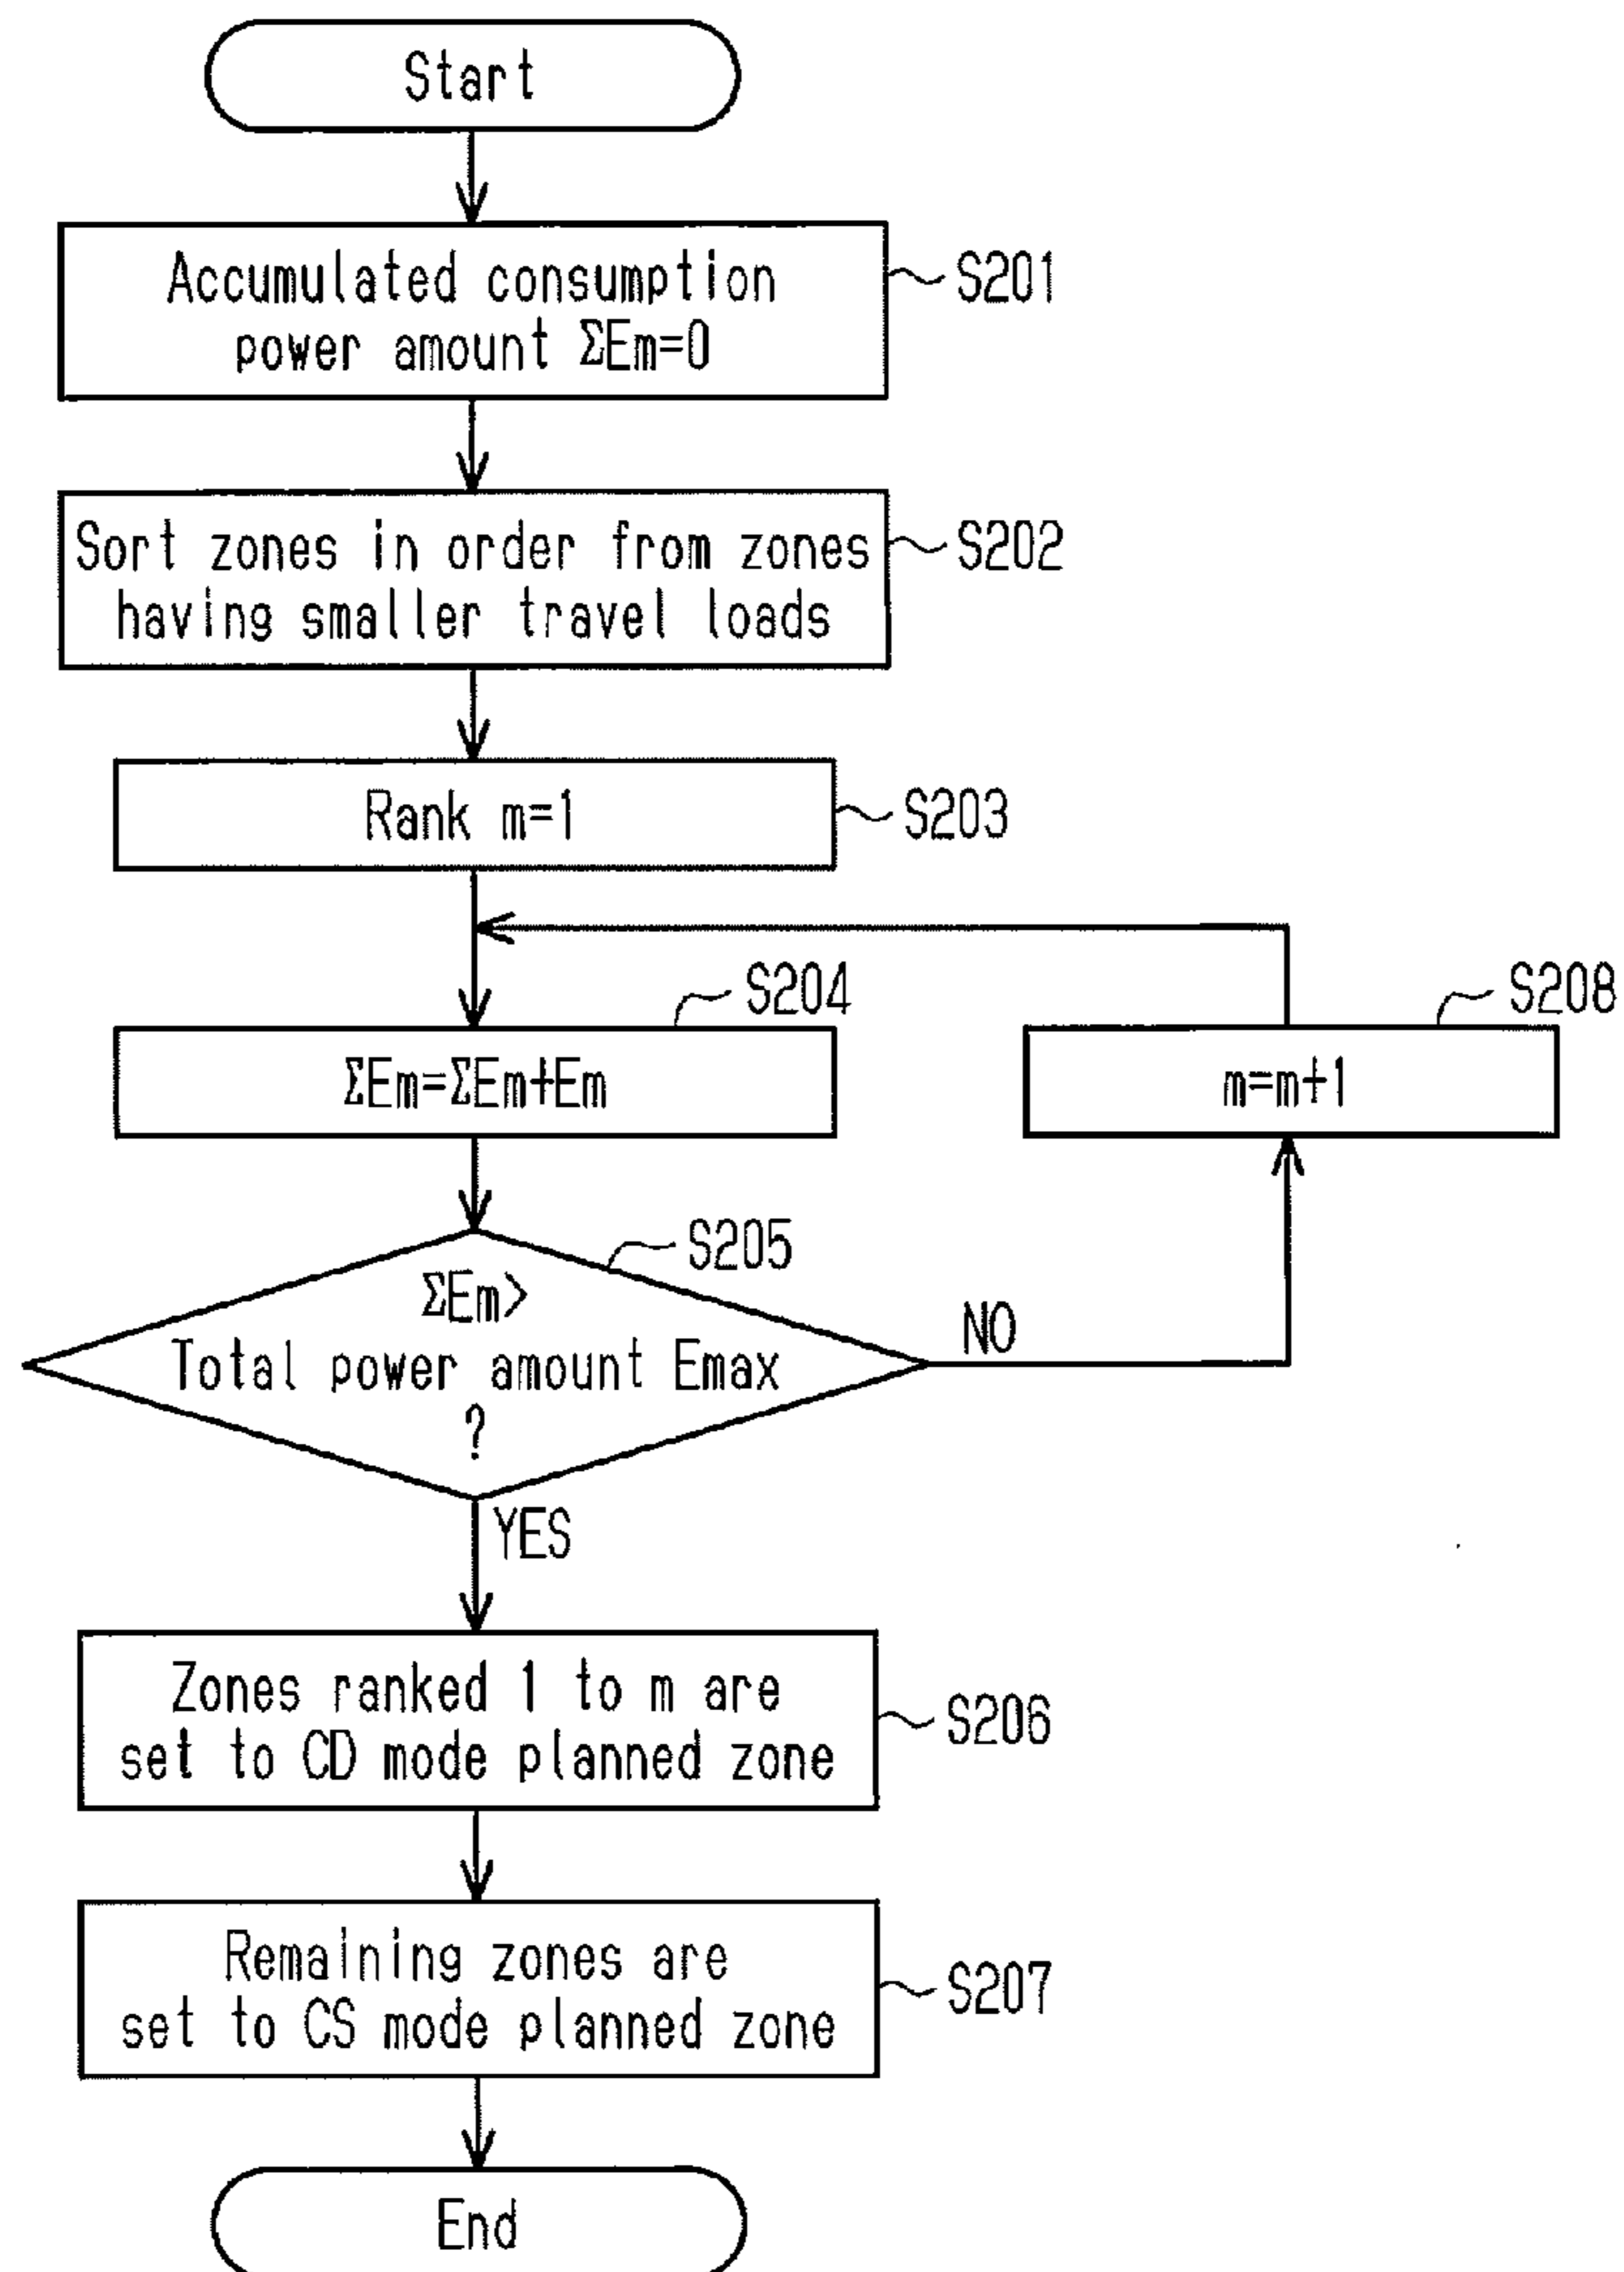 Start
Accumulated consumption
power amount ΣEm=0
S201
Sort zones in order from zones
having smaller travel loads
S202
Rank m=1
S203
S204
ΣEm=ΣEm+Em
S208
m=m+1
S205
ΣEm>
Total power amount Emax
?
NO
YES
Zones ranked 1 to m are
set to CD mode planned zone
S206
Remaining zones are
set to CS mode planned zone
S207
End